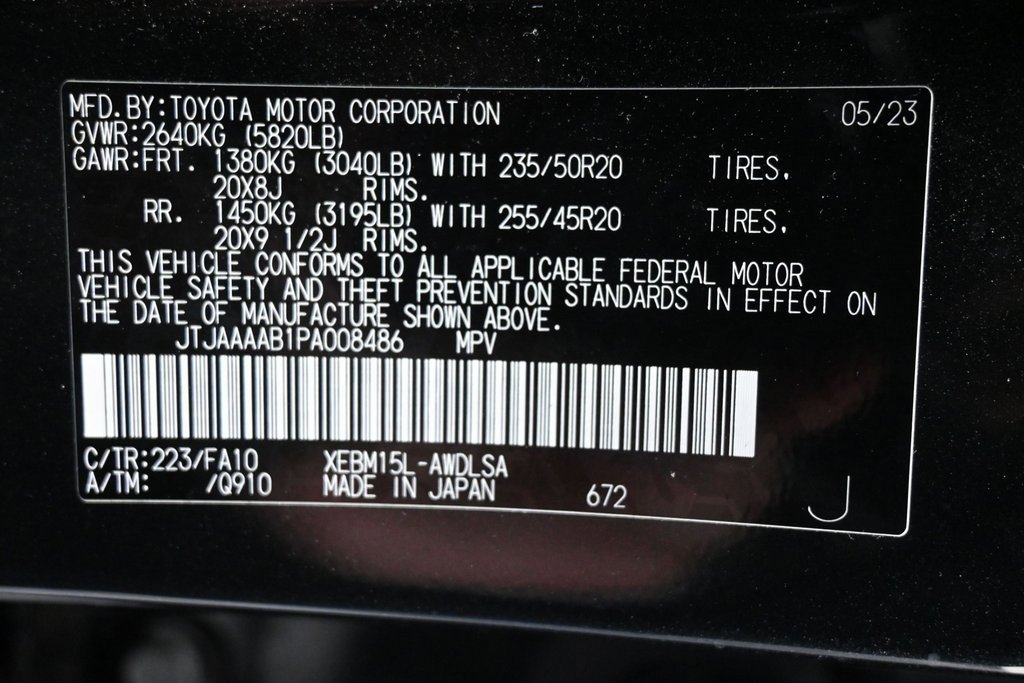 MFD.BY:TOYOTA MOTOR CORPORATION 05/23
GVWR:2640KG (5820LB)
GAWR:FRT. 1380KG (3040LB) WITH 235/50R20 TIRES.
20X8J RIMS.
RR. 1450KG (3195LB) WITH 255/45R20 TIRES.
20X9 1/2J RIMS.
THIS VEHICLE CONFORMS TO ALL APPLICABLE FEDERAL MOTOR
VEHICLE SAFETY AND THEFT PREVENTION STANDARDS IN EFFECT ON
THE DATE OF MANUFACTURE SHOWN ABOVE.
JTJAAAAB1PA008486 MPV
C/TR:223/FA10 XEBM15L-AWDLSA
A/TM: /Q910 MADE IN JAPAN 672 J